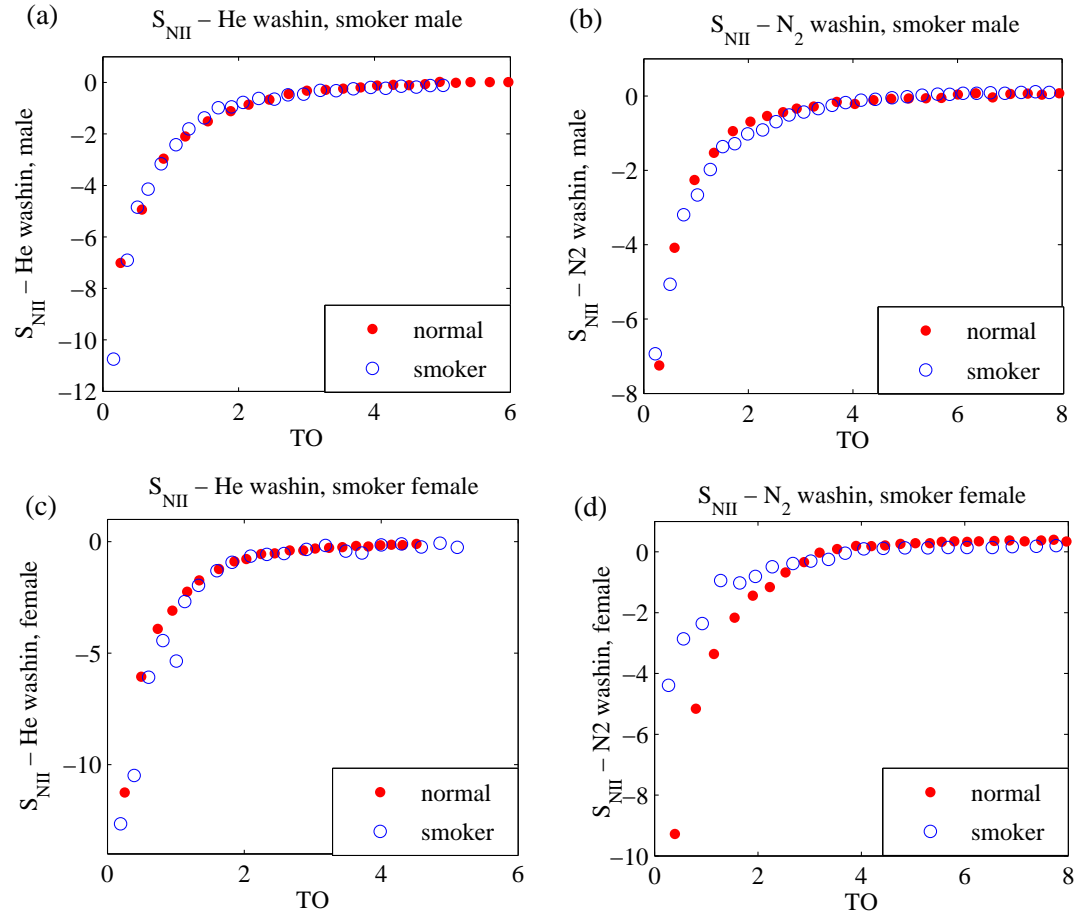 (a)
S_NII – He washin, smoker male
S_NII – He washin, male
0
−2
−4
−6
−8
−10
−12
0 2 4 6
TO
normal
smoker
(b)
S_NII – N_2 washin, smoker male
S_NII – N2 washin, male
0
−2
−4
−6
−8
0 2 4 6 8
TO
normal
smoker
(c)
S_NII – He washin, smoker female
S_NII – He washin, female
0
−5
−10
0 2 4 6
TO
normal
smoker
(d)
S_NII – N_2 washin, smoker female
S_NII – N2 washin, female
0
−2
−4
−6
−8
−10
0 2 4 6 8
TO
normal
smoker